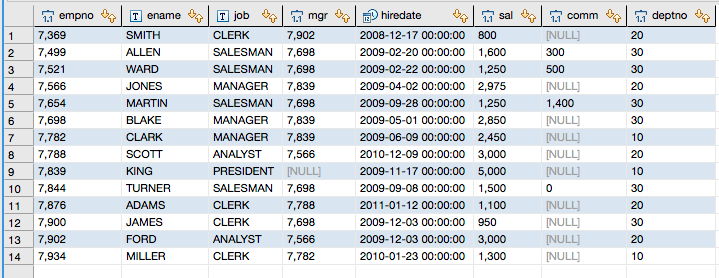 empno ename job mgr hiredate sal comm deptno
1 7,369 SMITH CLERK 7,902 2008-12-17 00:00:00 800 [NULL] 20
2 7,499 ALLEN SALESMAN 7,698 2009-02-20 00:00:00 1,600 300 30
3 7,521 WARD SALESMAN 7,698 2009-02-22 00:00:00 1,250 500 30
4 7,566 JONES MANAGER 7,839 2009-04-02 00:00:00 2,975 [NULL] 20
5 7,654 MARTIN SALESMAN 7,698 2009-09-28 00:00:00 1,250 1,400 30
6 7,698 BLAKE MANAGER 7,839 2009-05-01 00:00:00 2,850 [NULL] 30
7 7,782 CLARK MANAGER 7,839 2009-06-09 00:00:00 2,450 [NULL] 10
8 7,788 SCOTT ANALYST 7,566 2010-12-09 00:00:00 3,000 [NULL] 20
9 7,839 KING PRESIDENT [NULL] 2009-11-17 00:00:00 5,000 [NULL] 10
10 7,844 TURNER SALESMAN 7,698 2009-09-08 00:00:00 1,500 0 30
11 7,876 ADAMS CLERK 7,788 2011-01-12 00:00:00 1,100 [NULL] 20
12 7,900 JAMES CLERK 7,698 2009-12-03 00:00:00 950 [NULL] 30
13 7,902 FORD ANALYST 7,566 2009-12-03 00:00:00 3,000 [NULL] 20
14 7,934 MILLER CLERK 7,782 2010-01-23 00:00:00 1,300 [NULL] 10